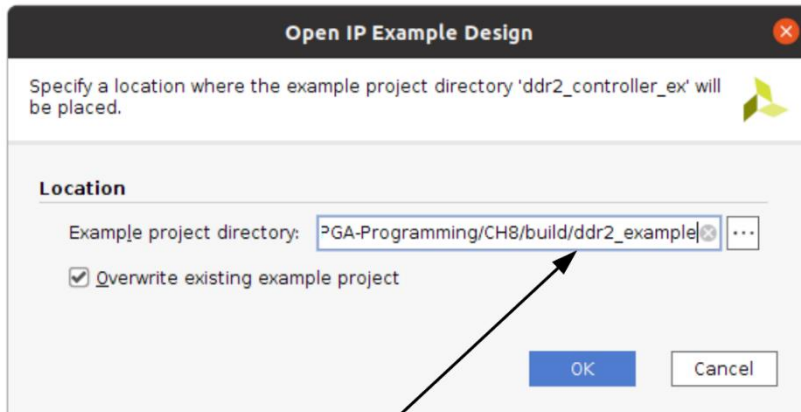 Open IP Example Design
Specify a location where the example project directory 'ddr2_controller_ex' will
be placed.
Location
Example project directory: PGA-Programming/CH8/build/ddr2_example ...
Overwrite existing example project
OK Cancel